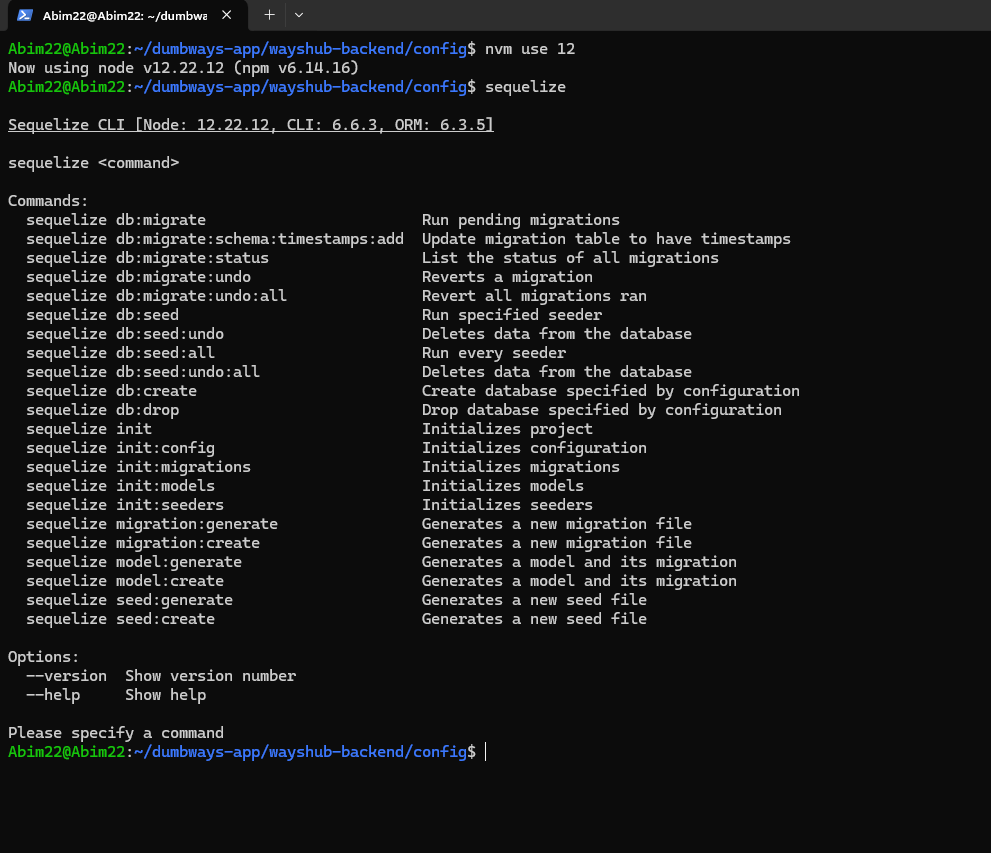 Abim22@Abim22: ~/dumbwa
Abim22@Abim22:~/dumbways-app/wayshub-backend/config$ nvm use 12
Now using node v12.22.12 (npm v6.14.16)
Abim22@Abim22:~/dumbways-app/wayshub-backend/config$ sequelize
Sequelize CLI [Node: 12.22.12, CLI: 6.6.3, ORM: 6.3.5]
sequelize <command>
Commands:
sequelize db:migrate Run pending migrations
sequelize db:migrate:schema:timestamps:add Update migration table to have timestamps
sequelize db:migrate:status List the status of all migrations
sequelize db:migrate:undo Reverts a migration
sequelize db:migrate:undo:all Revert all migrations ran
sequelize db:seed Run specified seeder
sequelize db:seed:undo Deletes data from the database
sequelize db:seed:all Run every seeder
sequelize db:seed:undo:all Deletes data from the database
sequelize db:create Create database specified by configuration
sequelize db:drop Drop database specified by configuration
sequelize init Initializes project
sequelize init:config Initializes configuration
sequelize init:migrations Initializes migrations
sequelize init:models Initializes models
sequelize init:seeders Initializes seeders
sequelize migration:generate Generates a new migration file
sequelize migration:create Generates a new migration file
sequelize model:generate Generates a model and its migration
sequelize model:create Generates a model and its migration
sequelize seed:generate Generates a new seed file
sequelize seed:create Generates a new seed file
Options:
--version Show version number
--help Show help
Please specify a command
Abim22@Abim22:~/dumbways-app/wayshub-backend/config$